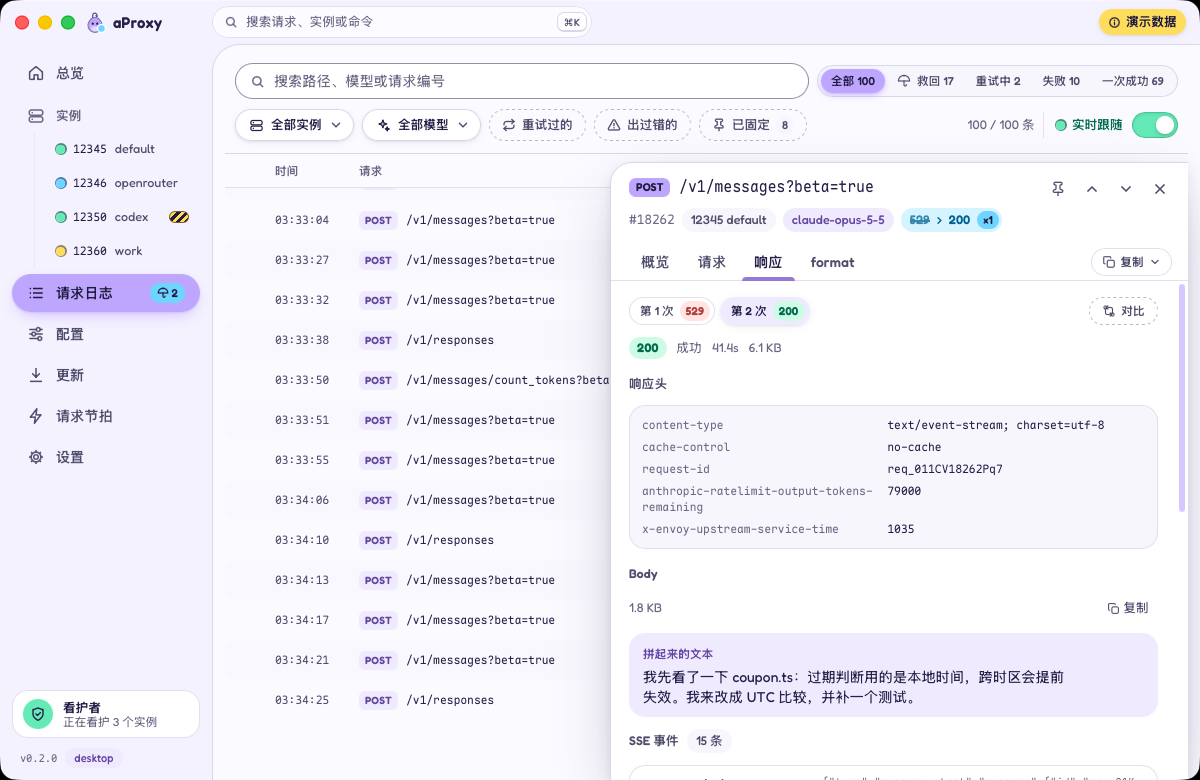 aProxy
搜索请求、实例或命令
⌘K
演示数据
总览
实例
12345 default
12346 openrouter
12350 codex
12360 work
请求日志 2
配置
更新
请求节拍
设置
看护者
正在看护 3 个实例
v0.2.0 desktop
搜索路径、模型或请求编号
全部 100 救回 17 重试中 2 失败 10 一次成功 69
全部实例 全部模型 重试过的 出过错的 已固定 8
100 / 100 条 实时跟随
时间 请求
03:33:04 POST /v1/messages?beta=true
03:33:27 POST /v1/messages?beta=true
03:33:32 POST /v1/messages?beta=true
03:33:38 POST /v1/responses
03:33:50 POST /v1/messages/count_tokens?beta
03:33:51 POST /v1/messages?beta=true
03:33:55 POST /v1/messages?beta=true
03:34:06 POST /v1/messages?beta=true
03:34:10 POST /v1/responses
03:34:13 POST /v1/messages?beta=true
03:34:17 POST /v1/messages?beta=true
03:34:21 POST /v1/messages?beta=true
03:34:25 POST /v1/responses
POST /v1/messages?beta=true
#18262 12345 default claude-opus-5-5 529 > 200 ×1
概览 请求 响应 format
复制
第 1 次 529 第 2 次 200
对比
200 成功 41.4s 6.1 KB
响应头
content-type text/event-stream; charset=utf-8
cache-control no-cache
request-id req_011CV18262Pq7
anthropic-ratelimit-output-tokens-remaining 79000
x-envoy-upstream-service-time 1035
Body
1.8 KB
复制
拼起来的文本
我先看了一下 coupon.ts：过期判断用的是本地时间，跨时区会提前
失效。我来改成 UTC 比较，并补一个测试。
SSE 事件 15 条